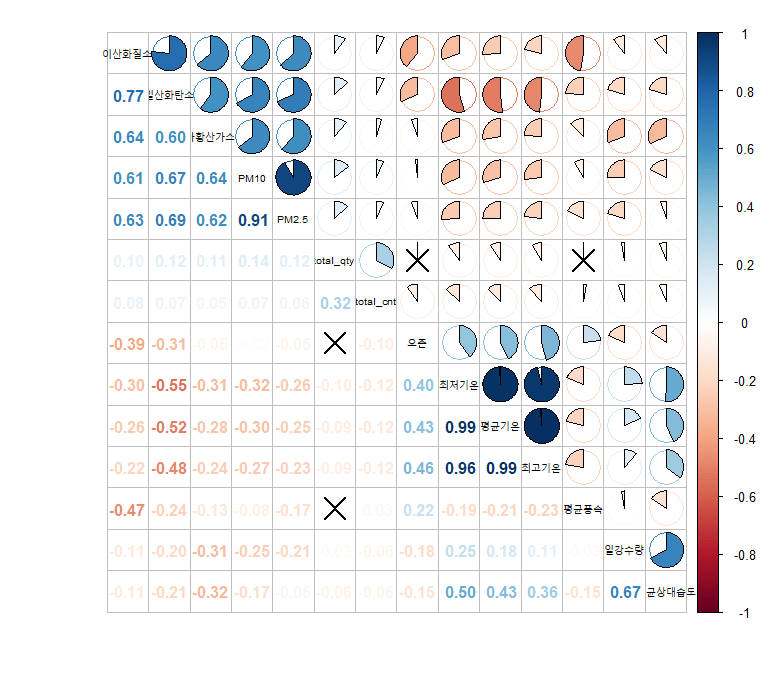 이산화질소
1
0.77 일산화탄소
0.8
0.64 0.60 아황산가스
0.6
0.61 0.67 0.64 PM10
0.4
0.63 0.69 0.62 0.91 PM2.5
0.2
0.10 0.12 0.11 0.14 0.12 total_qty
0.08 0.07 0.05 0.07 0.06 0.32 total_cnt
0
-0.39 -0.31 -0.10 오존
-0.30 -0.55 -0.31 -0.32 -0.26 -0.10 -0.12 0.40 최저기온
-0.2
-0.26 -0.52 -0.28 -0.30 -0.25 -0.09 -0.12 0.43 0.99 평균기온
-0.4
-0.22 -0.48 -0.24 -0.27 -0.23 -0.09 -0.12 0.46 0.96 0.99 최고기온
-0.6
-0.47 -0.24 -0.13 -0.08 -0.17 0.03 0.22 -0.19 -0.21 -0.23 평균풍속
-0.8
-0.11 -0.20 -0.31 -0.25 -0.21 -0.18 0.25 0.18 0.11 일강수량
-0.11 -0.21 -0.32 -0.17 -0.05 -0.06 -0.06 -0.15 0.50 0.43 0.36 -0.15 0.67 균상대습도
-1